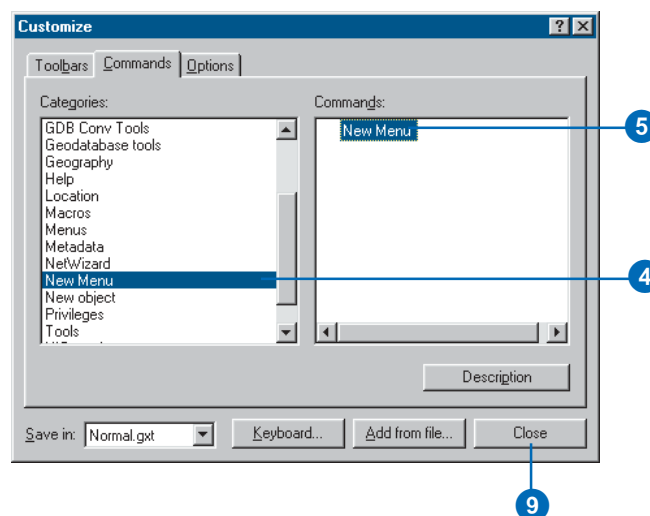 Customize
Toolbars Commands Options
Categories: Commands:
GDB Conv Tools
Geodatabase tools
Geography
Help
Location
Macros
Menus
Metadata
NetWizard
New Menu
New object
Privileges
Tools
New Menu
5
4
Description
Save in: Normal.gxt Keyboard... Add from file... Close
9